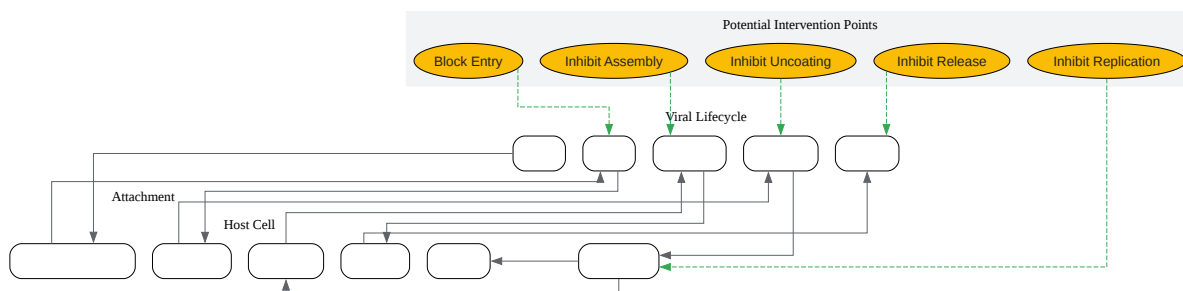 Potential Intervention Points
Block Entry
Inhibit Assembly
Inhibit Uncoating
Inhibit Release
Inhibit Replication
Viral Lifecycle
Attachment
Host Cell